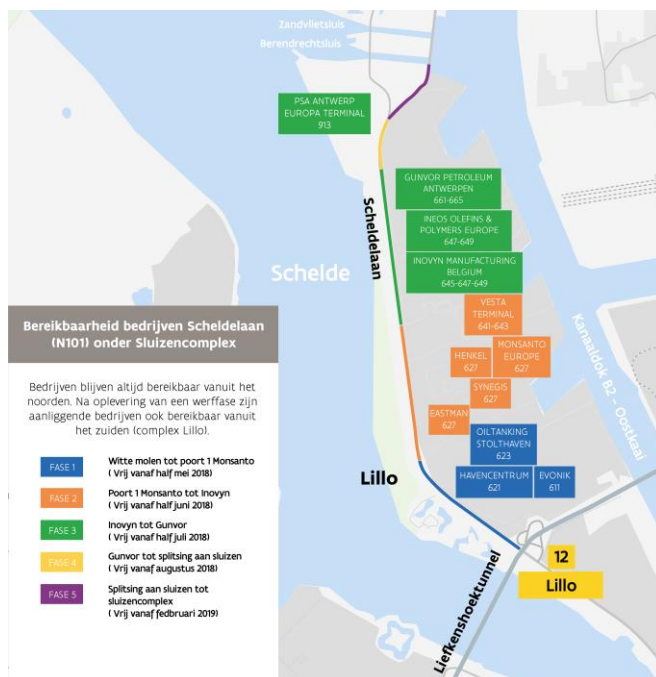 Zandvlietsluis
Berendrechtsluis
PSA ANTWERP
EUROPA TERMINAL
913
GUNVOR PETROLEUM
ANTWERPEN
661-665
INEOS OLEFINS &
POLYMERS EUROPE
647-649
INOVYN MANUFACTURING
BELGIUM
645-647-649
VESTA
TERMINAL
641-643
HENKEL
627
MONSANTO
EUROPE
627
SYNEGIS
627
EASTMAN
627
OILTANKING
STOLTHAVEN
623
HAVENCENTRUM
621
EVONIK
611
Scheldelaan
Schelde
Kanaaldok B2 - Oostkaai
Lillo
12
Lillo
Liefkenshoektunnel
Bereikbaarheid bedrijven Scheldelaan
(N101) onder Sluizencomplex
Bedrijven blijven altijd bereikbaar vanuit het
noorden. Na oplevering van een werffase zijn
aanliggende bedrijven ook bereikbaar vanuit
het zuiden (complex Lillo).
FASE 1
Witte molen tot poort 1 Monsanto
( Vrij vanaf half mei 2018)
FASE 2
Poort 1 Monsanto tot Inovyn
( Vrij vanaf half juni 2018)
FASE 3
Inovyn tot Gunvor
( Vrij vanaf half juli 2018)
FASE 4
Gunvor tot splitsing aan sluizen
( Vrij vanaf augustus 2018)
FASE 5
Splitsing aan sluizen tot
sluizencomplex
( Vrij vanaf fedbruari 2019)